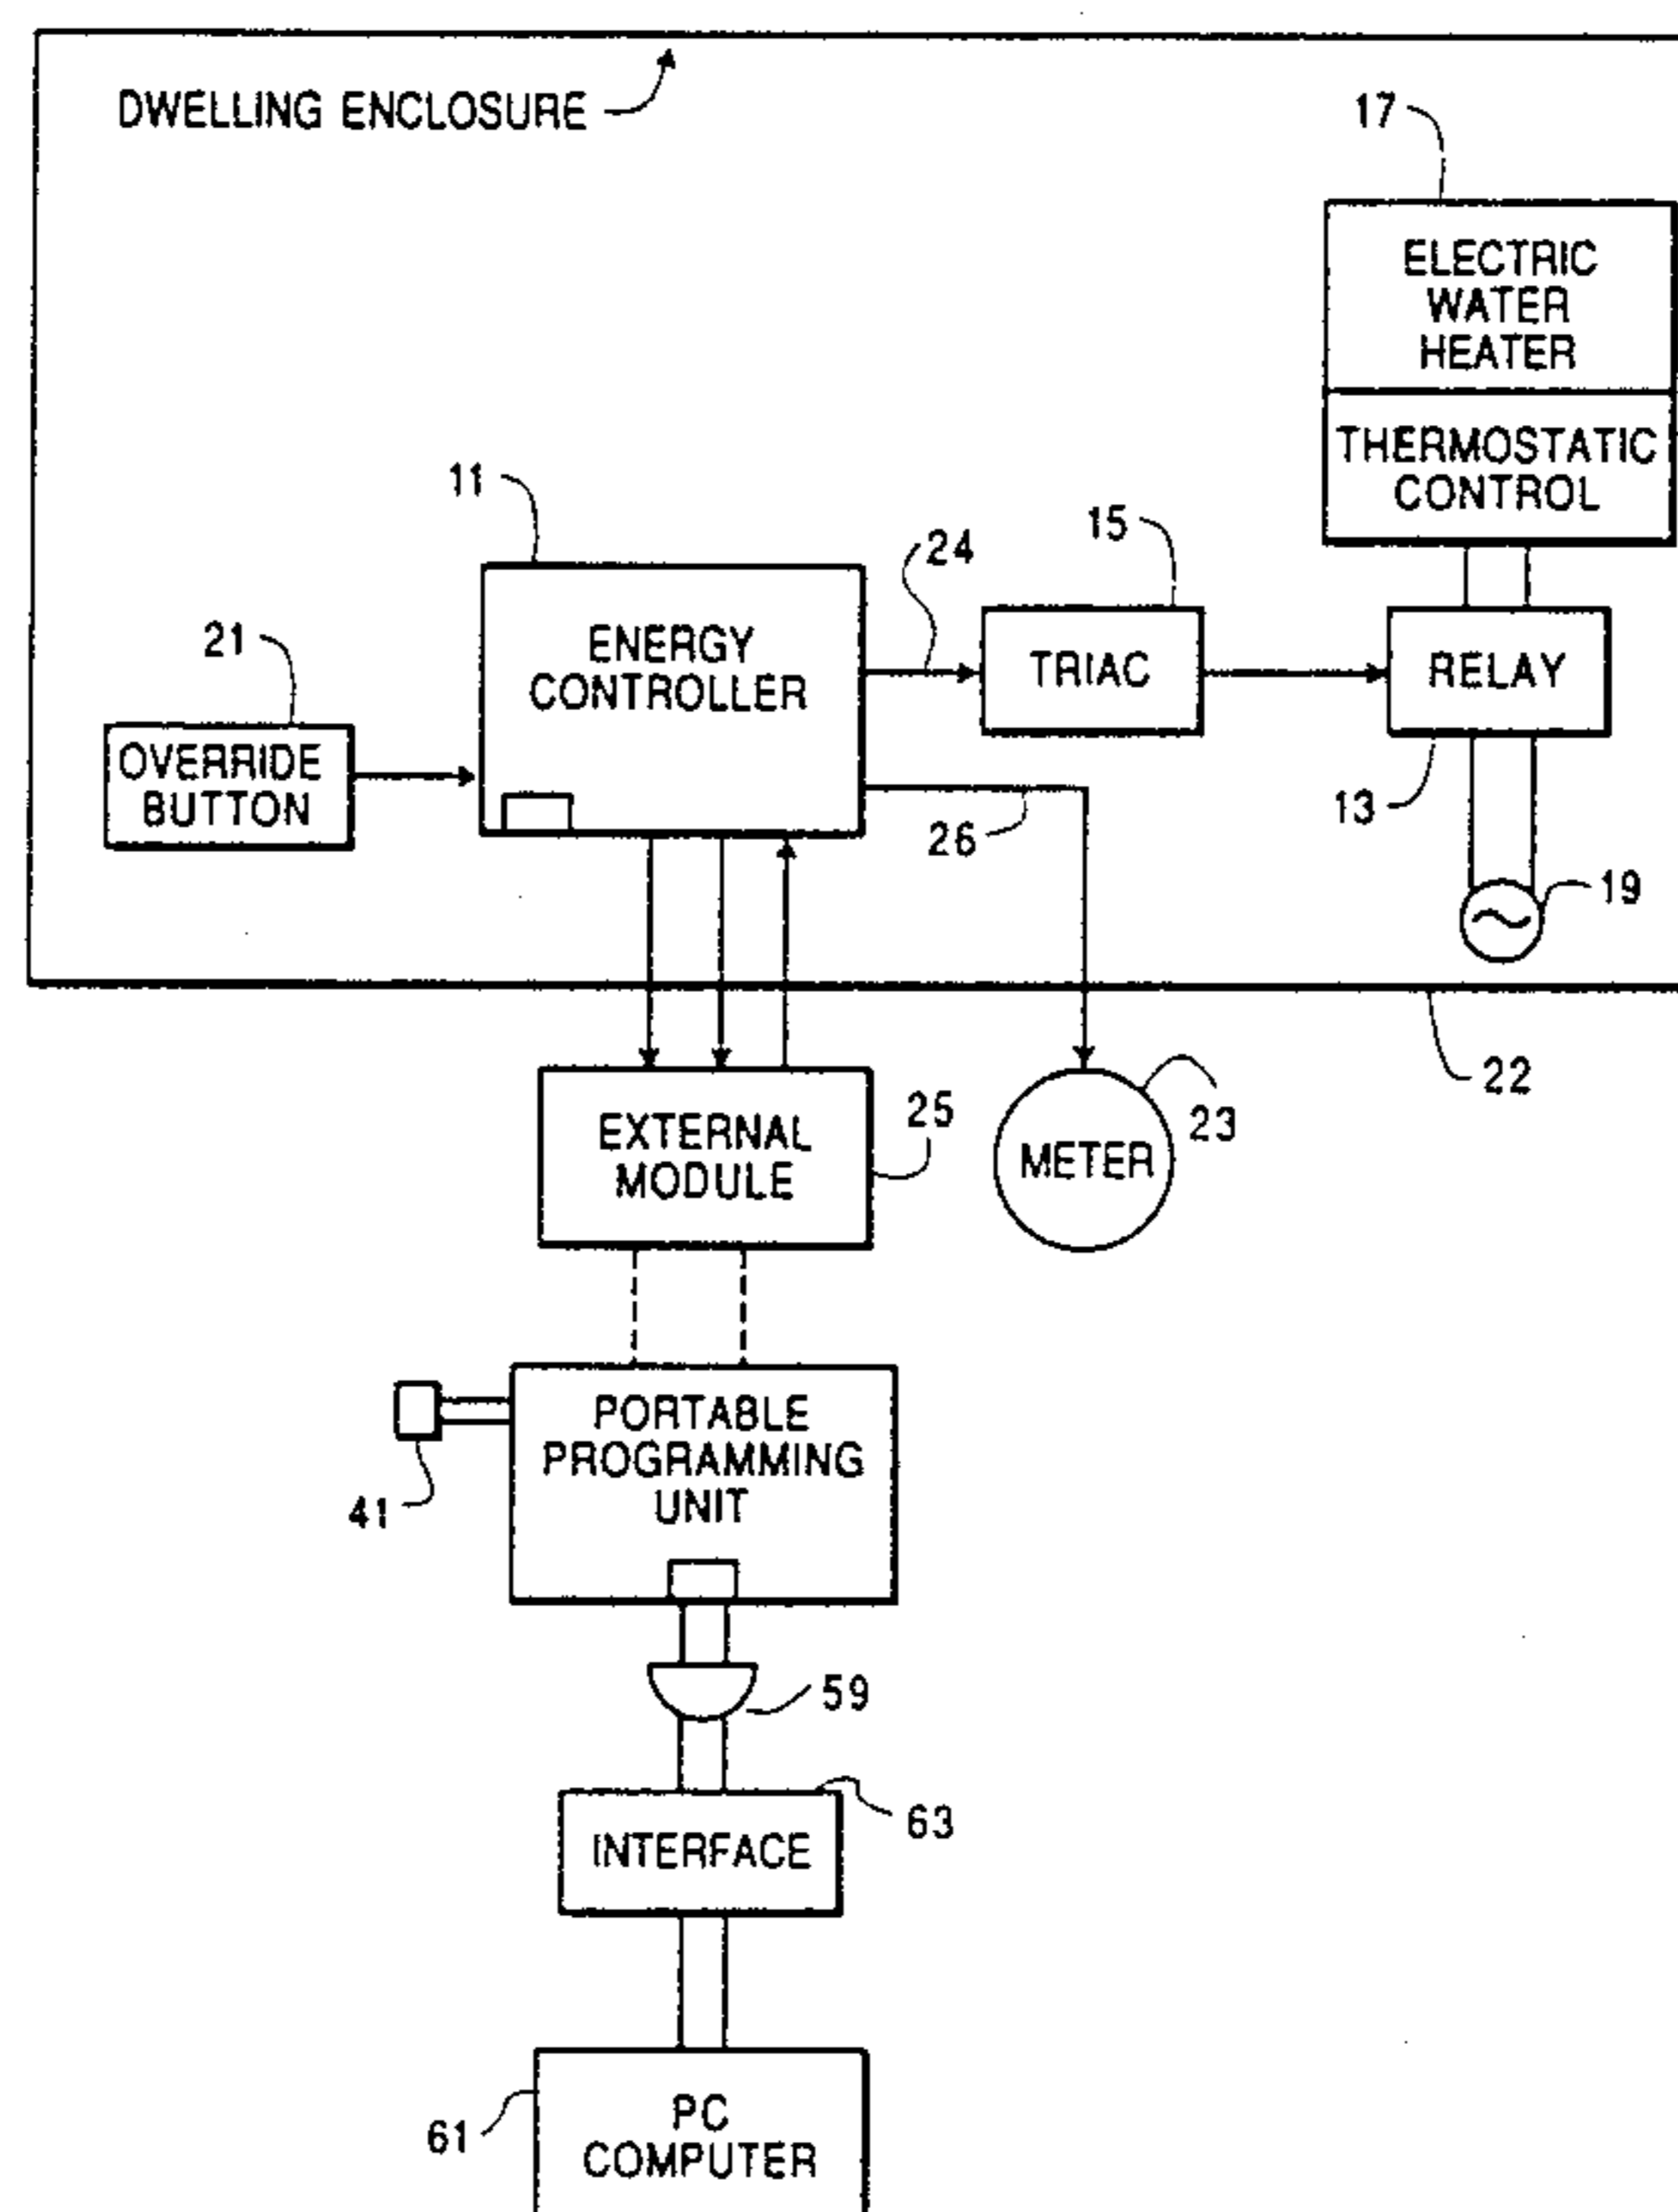 DWELLING ENCLOSURE
17
ELECTRIC
WATER
HEATER
THERMOSTATIC
CONTROL
11
24
15
21
ENERGY
CONTROLLER
TRIAC
RELAY
OVERRIDE
BUTTON
26
13
19
22
EXTERNAL
MODULE
25
METER
23
PORTABLE
PROGRAMMING
UNIT
41
59
INTERFACE
63
61
PC
COMPUTER